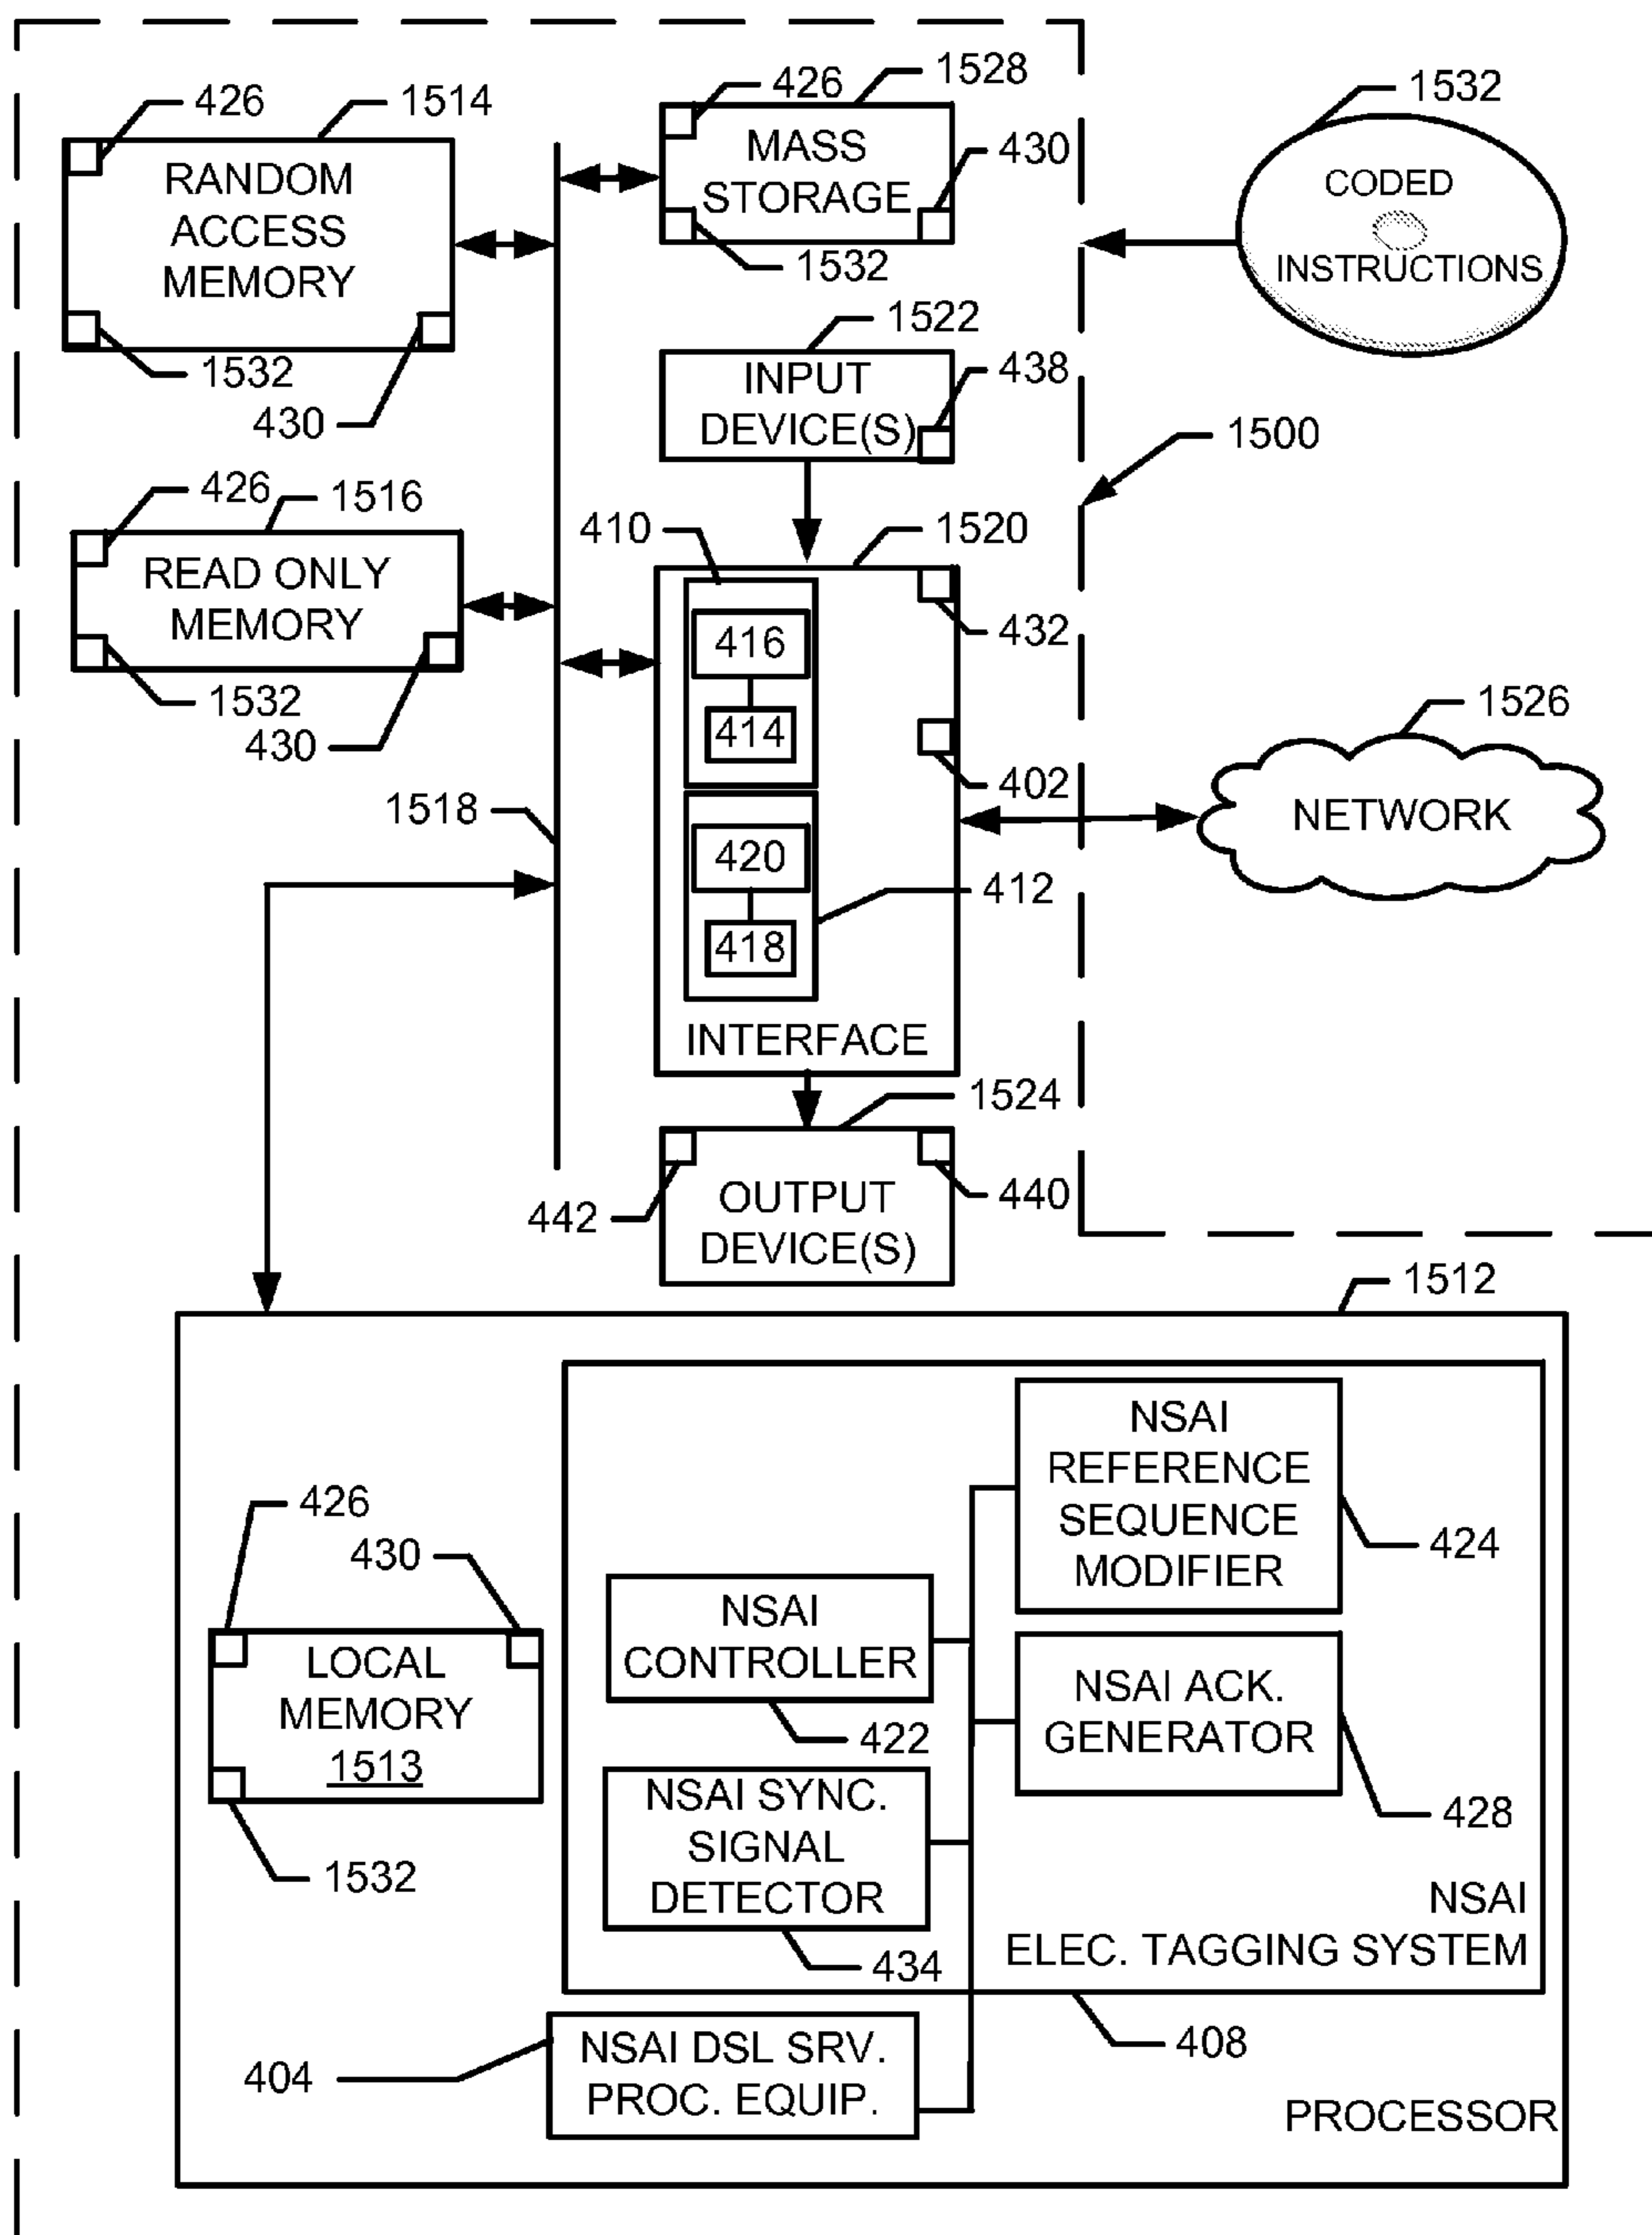 426
1514
RANDOM
ACCESS
MEMORY
1532
430
426
1528
MASS
STORAGE
430
1532
1532
CODED
INSTRUCTIONS
1522
INPUT
DEVICE(S)
438
1500
426
1516
READ ONLY
MEMORY
1532
430
410
1520
416
414
432
402
420
418
412
INTERFACE
1518
1526
NETWORK
1524
442
440
OUTPUT
DEVICE(S)
1512
426
430
LOCAL
MEMORY
1513
1532
NSAI
REFERENCE
SEQUENCE
MODIFIER
424
NSAI
CONTROLLER
422
NSAI ACK.
GENERATOR
428
NSAI SYNC.
SIGNAL
DETECTOR
434
NSAI
ELEC. TAGGING SYSTEM
408
404
NSAI DSL SRV.
PROC. EQUIP.
PROCESSOR